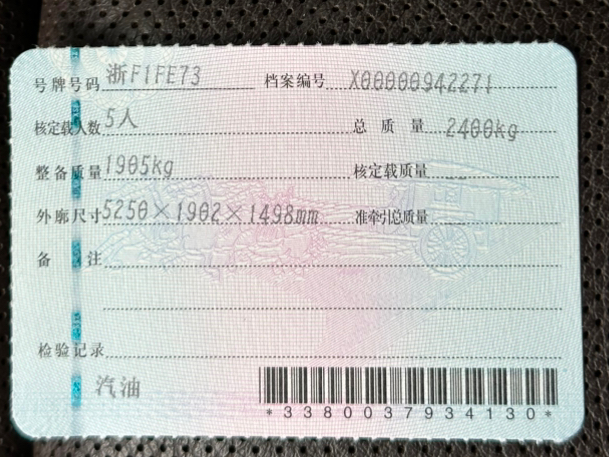 号牌号码 浙F1FE73 档案编号 X00000942271
核定载人数 5人 总质量 2400kg
整备质量 1905kg 核定载质量 --
外廓尺寸 5250×1902×1498mm 准牵引总质量 --
备注
检验记录
汽油
*3380037934130*